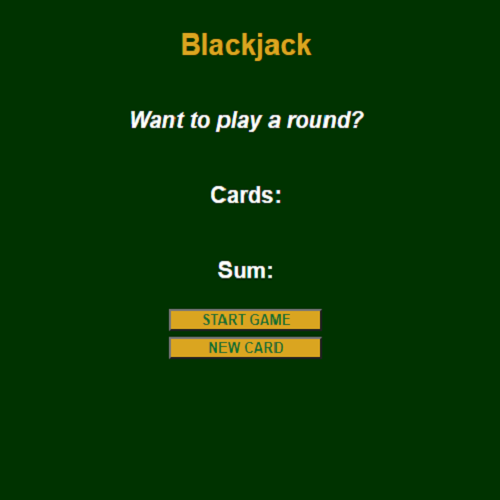 Blackjack
Want to play a round?
Cards:
Sum:
START GAME
NEW CARD